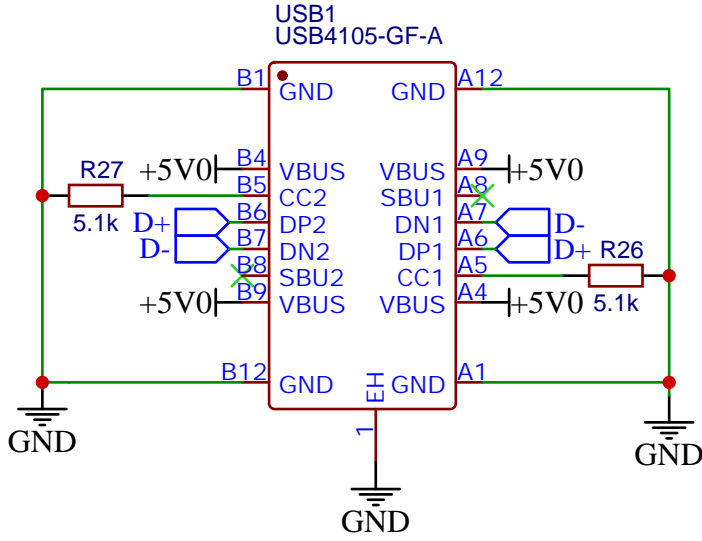 USB1
USB4105-GF-A
B1 GND GND A12
R27 +5V0 B4 VBUS VBUS A9 +5V0
B5 CC2 SBU1 A8
5.1k D+ B6 DP2 DN1 A7 D-
D- B7 DN2 DP1 A6 D+ R26
B8 SBU2 CC1 A5
+5V0 B9 VBUS VBUS A4 +5V0 5.1k
B12 GND EH GND A1
1
GND
GND
GND